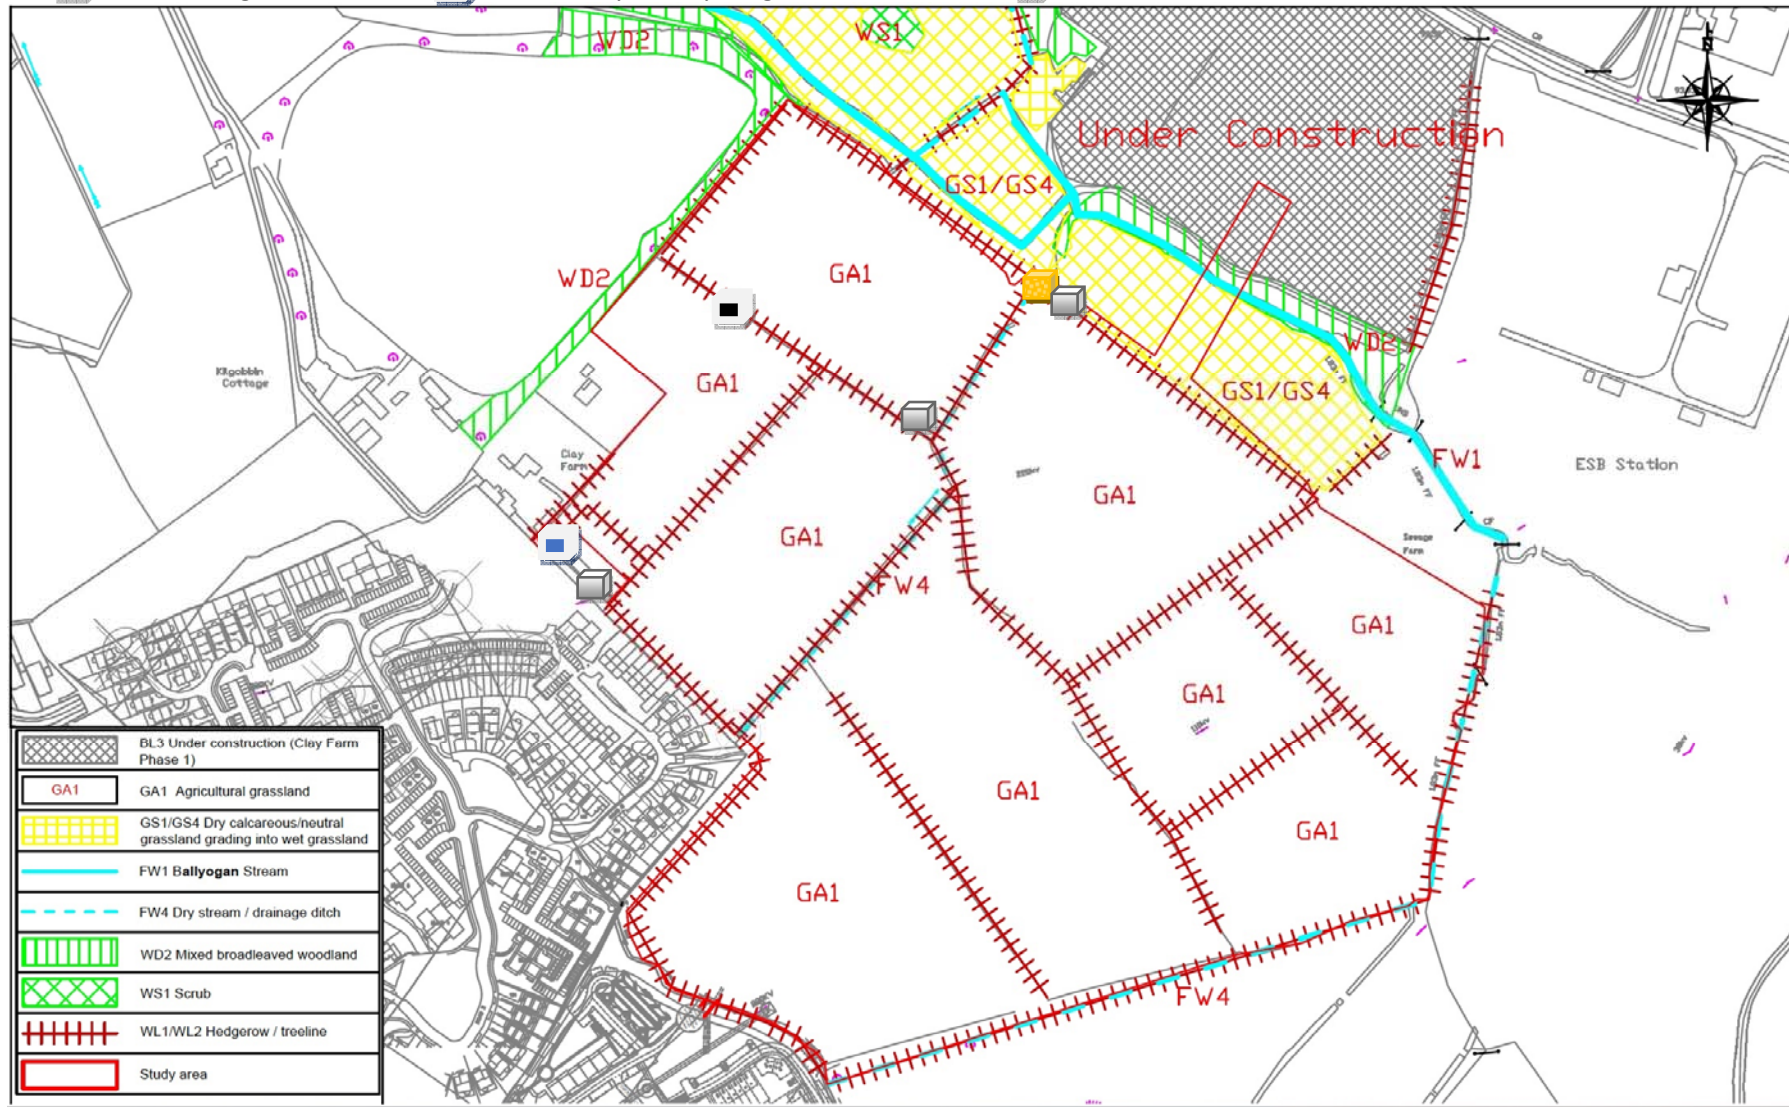 WD2
WS1
N
Under Construction
GS1/GS4
WD2
GA1
WD2
GA1
GS1/GS4
Kilgobbin
Cottage
Clay
Farm
FW1
ESB Station
GA1
GA1
Sewage
Farm
FW4
GA1
GA1
110kV
GA1
GA1
GA1
FW4
BL3 Under construction (Clay Farm
Phase 1)
GA1 GA1 Agricultural grassland
GS1/GS4 Dry calcareous/neutral
grassland grading into wet grassland
FW1 Ballyogan Stream
FW4 Dry stream / drainage ditch
WD2 Mixed broadleaved woodland
WS1 Scrub
WL1/WL2 Hedgerow / treeline
Study area